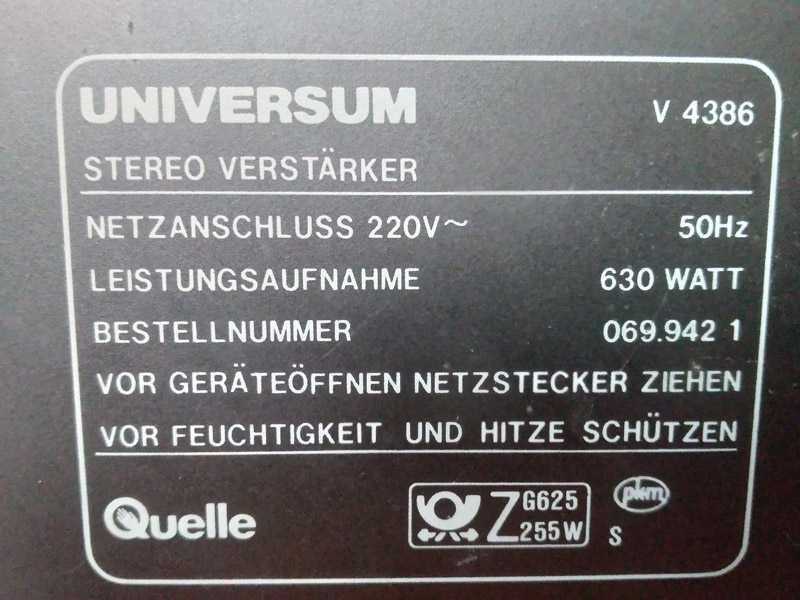 UNIVERSUM V 4386
STEREO VERSTÄRKER
NETZANSCHLUSS 220V~ 50Hz
LEISTUNGSAUFNAHME 630 WATT
BESTELLNUMMER 069.942 1
VOR GERÄTEÖFFNEN NETZSTECKER ZIEHEN
VOR FEUCHTIGKEIT UND HITZE SCHÜTZEN
Quelle Z G625 pkm
255W S